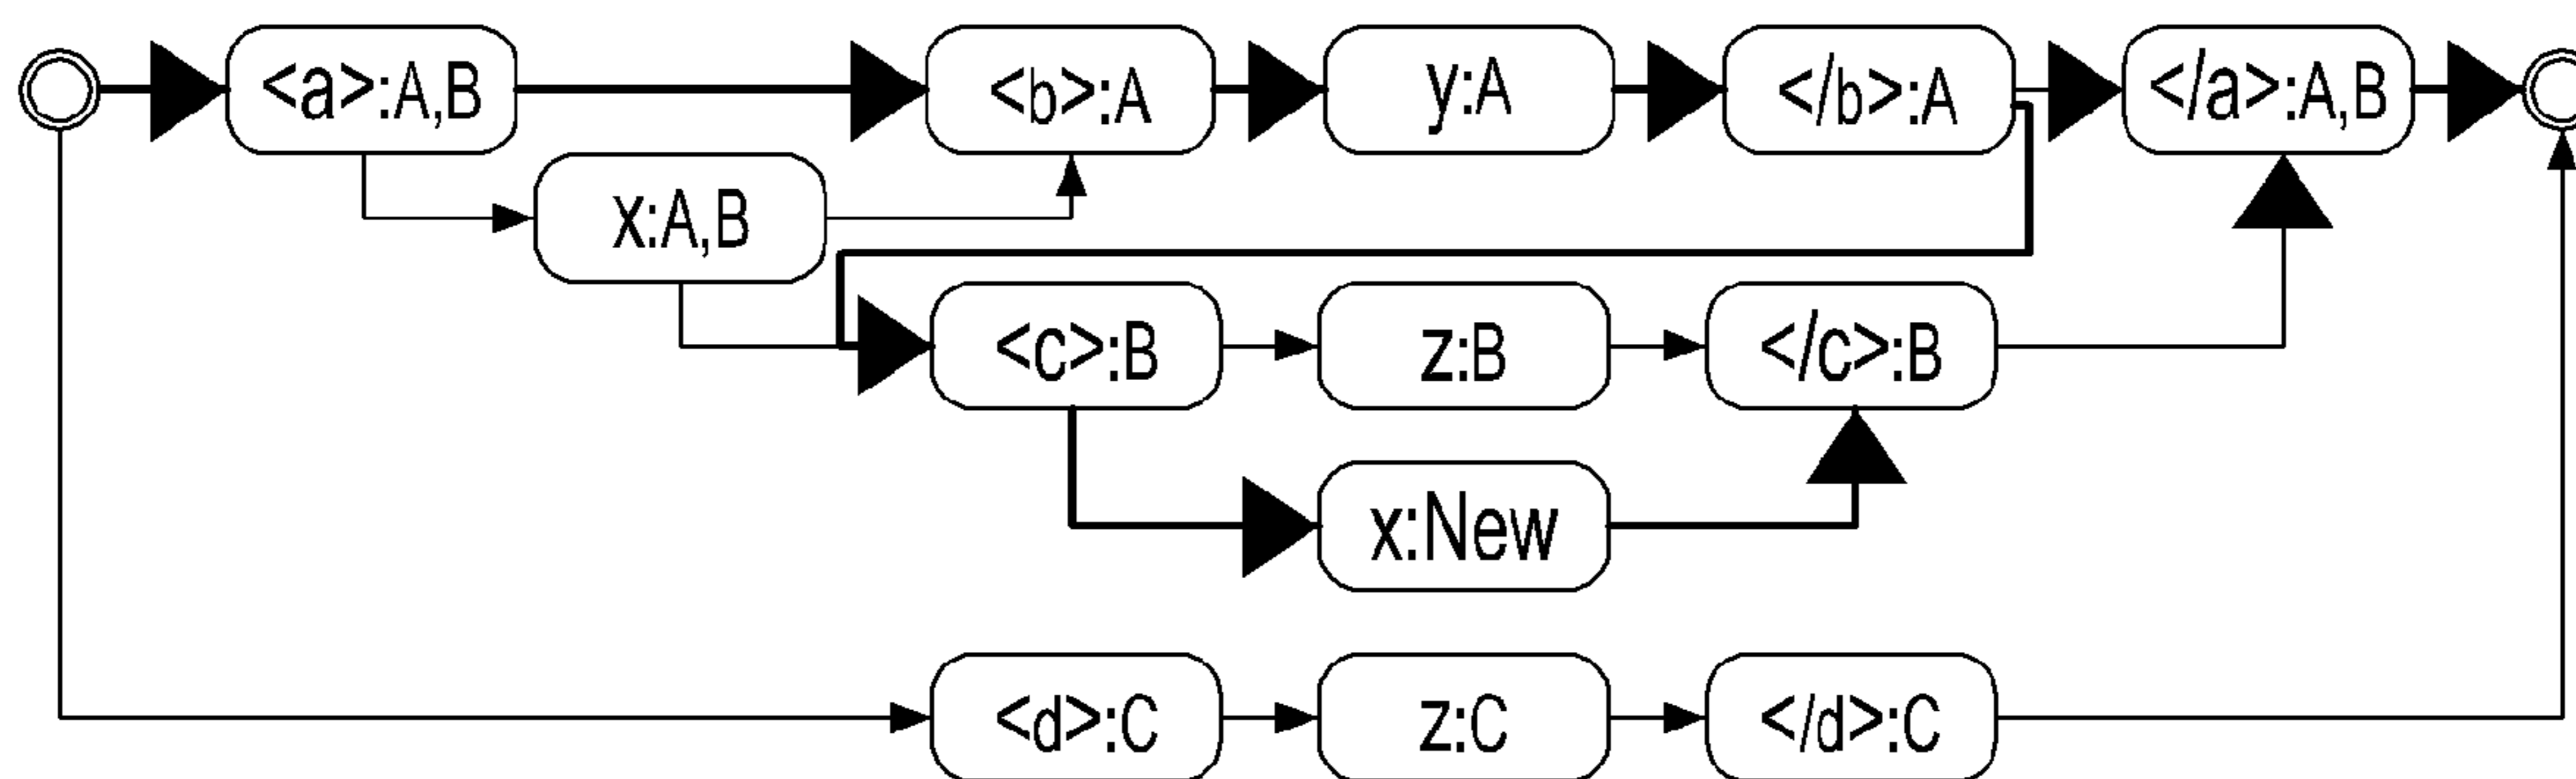 <a>:A,B
<b>:A
y:A
</b>:A
</a>:A,B
x:A,B
<c>:B
z:B
</c>:B
x:New
<d>:C
z:C
</d>:C